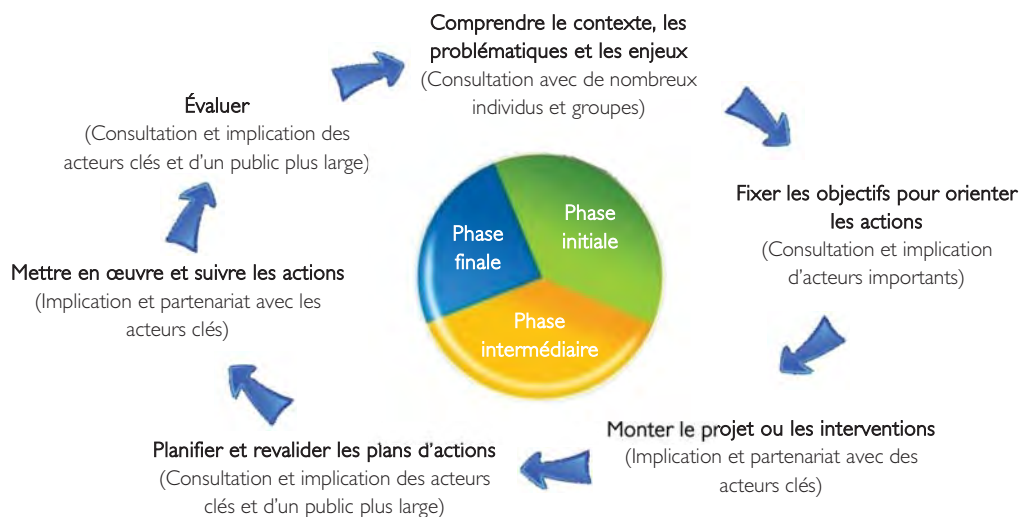 Comprendre le contexte, les
problématiques et les enjeux
(Consultation avec de nombreux
individus et groupes)
Fixer les objectifs pour orienter
les actions
(Consultation et implication
d'acteurs importants)
Monter le projet ou les interventions
(Implication et partenariat avec des
acteurs clés)
Planifier et revalider les plans d'actions
(Consultation et implication des acteurs
clés et d'un public plus large)
Mettre en œuvre et suivre les actions
(Implication et partenariat avec les
acteurs clés)
Évaluer
(Consultation et implication des
acteurs clés et d'un public plus large)
Phase
initiale
Phase
intermédiaire
Phase
finale